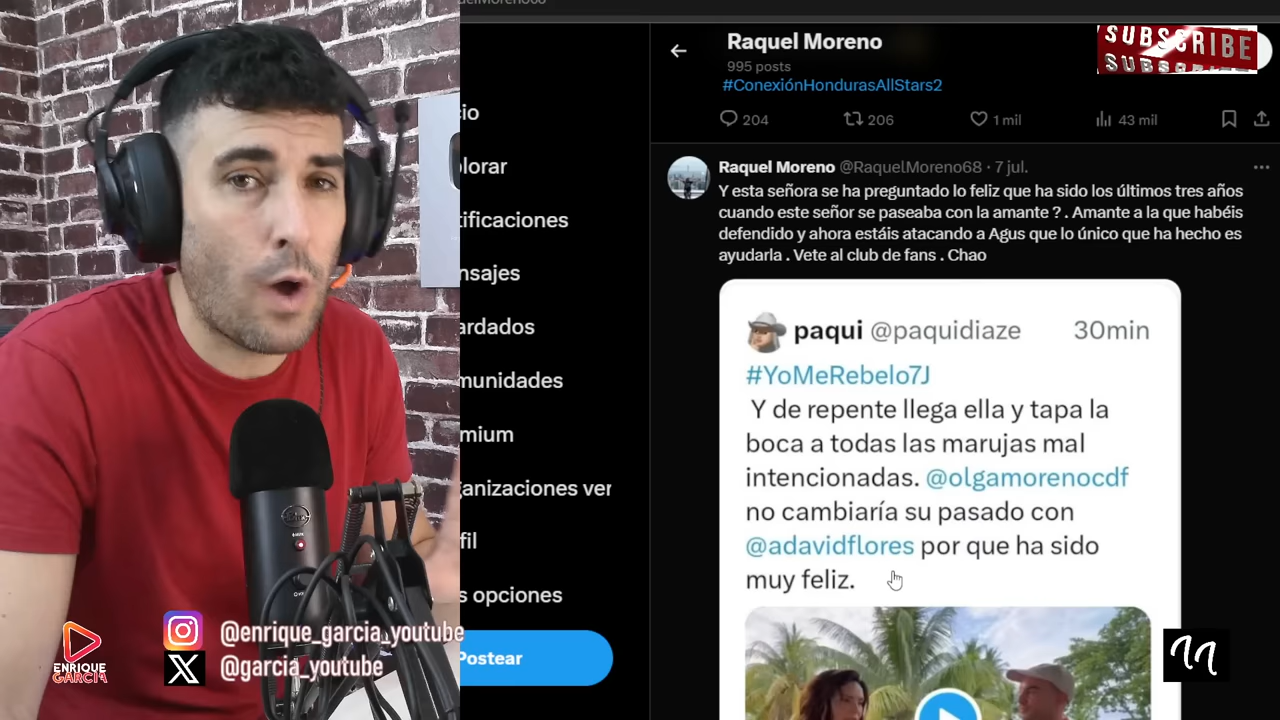 Raquel Moreno
995 posts
#ConexiónHondurasAllStars2
SUBSCRIBE
204
206
1 mil
43 mil
Raquel Moreno @RaquelMoreno68 · 7 jul.
Y esta señora se ha preguntado lo feliz que ha sido los últimos tres años
cuando este señor se paseaba con la amante ? . Amante a la que habéis
defendido y ahora estáis atacando a Agus que lo único que ha hecho es
ayudarla . Vete al club de fans . Chao
paqui @paquidiaze 30min
#YoMeRebelo7J
Y de repente llega ella y tapa la
boca a todas las marujas mal
intencionadas. @olgamorenocdf
no cambiaría su pasado con
@adavidflores por que ha sido
muy feliz.
cio
lorar
tificaciones
nsajes
ardados
munidades
mium
ganizaciones ver
fil
s opciones
Postear
ENRIQUE
GARCIA
@enrique_garcia_youtube
@garcia_youtube